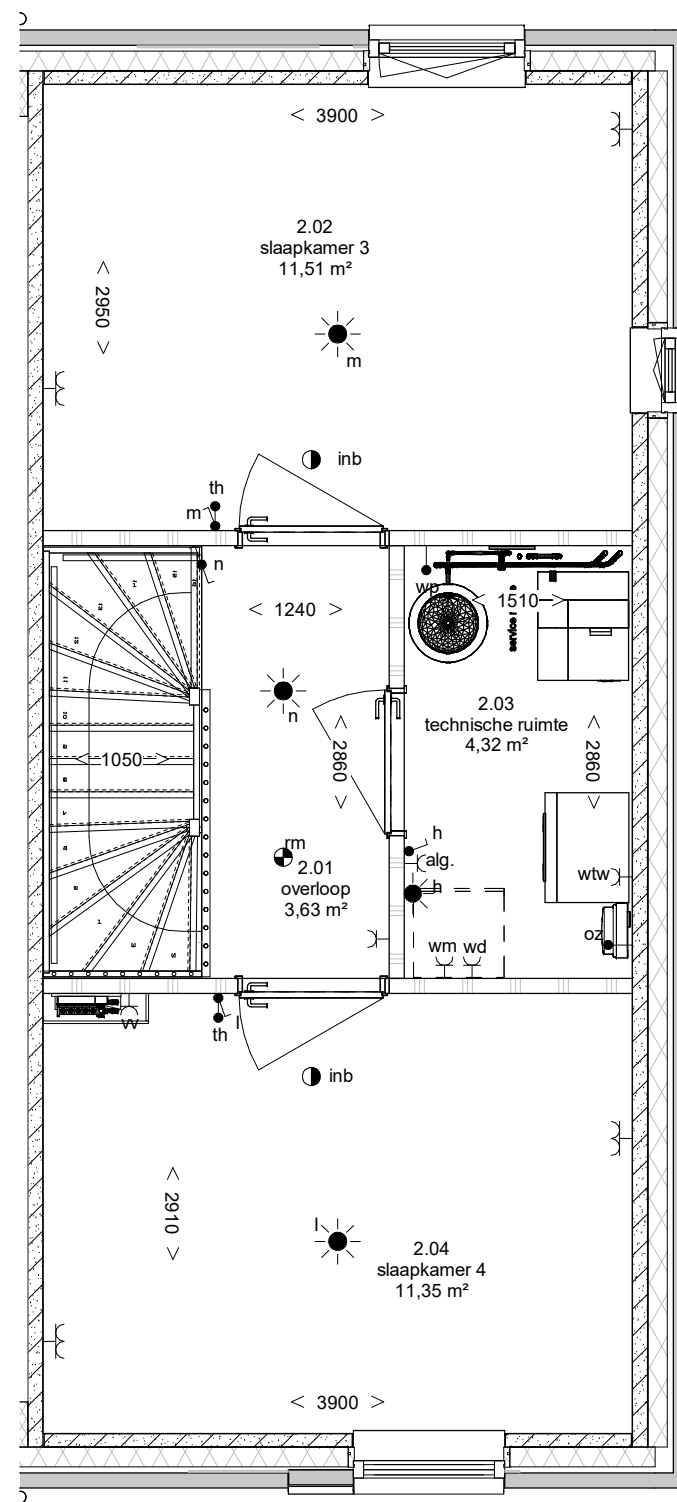 < 3900 >
2.02
slaapkamer 3
11,51 m²
< 2950 >
m
inb
th
m
n
wp
< 1510 >
< 1240 >
2.03
technische ruimte
4,32 m²
n
< 2860 >
< 2860 >
< 1050 >
h
rm
alg.
2.01
overloop
3,63 m²
h
wtw
oz
wm wd
vv
l
th
inb
< 2910 >
l
2.04
slaapkamer 4
11,35 m²
< 3900 >